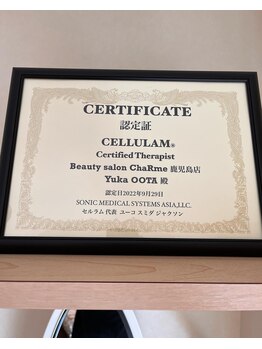 CERTIFICATE
認定証
CELLULAM®
Certified Therapist
Beauty salon ChaRme 鹿児島店
Yuka OOTA 殿
認定日2022年9月29日
SONIC MEDICAL SYSTEMS ASIA,LLC.
セルラム 代表 ユーコ スミダ ジャクソン